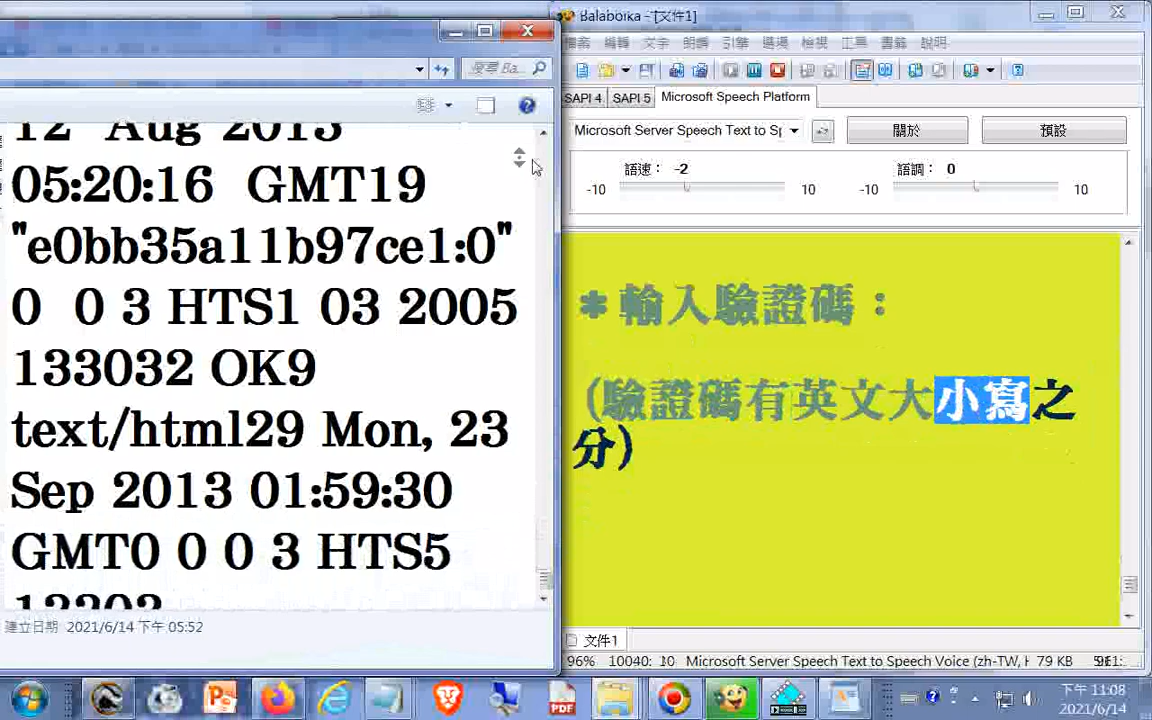 搜尋 Ba...
12 Aug 2013
05:20:16 GMT19
"e0bb35a11b97ce1:0"
0 0 3 HTS1 03 2005
133032 OK9
text/html29 Mon, 23
Sep 2013 01:59:30
GMT0 0 0 3 HTS5
建立日期 2021/6/14 下午 05:52
Balabolka - [文件1]
檔案 編輯 文字 朗誦 引擎 選項 檢視 工具 書籤 說明
SAPI 4 SAPI 5 Microsoft Speech Platform
Microsoft Server Speech Text to Sp
關於
預設
語速： -2
-10
10
語調： 0
-10
10
＊輸入驗證碼：
(驗證碼有英文大小寫之
分)
文件1
96% Microsoft Server Speech Text to Speech Voice (zh-TW, H 79 KB
PDF
下午 11:08
2021/6/14